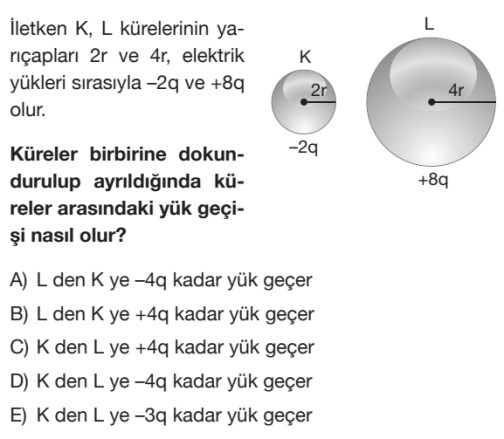 İletken K, L kürelerinin ya-
rıçapları 2r ve 4r, elektrik
yükleri sırasıyla –2q ve +8q
olur.
Küreler birbirine dokun-
durulup ayrıldığında kü-
reler arasındaki yük geçi-
şi nasıl olur?
K
2r
–2q
L
4r
+8q
A) L den K ye –4q kadar yük geçer
B) L den K ye +4q kadar yük geçer
C) K den L ye +4q kadar yük geçer
D) K den L ye –4q kadar yük geçer
E) K den L ye –3q kadar yük geçer